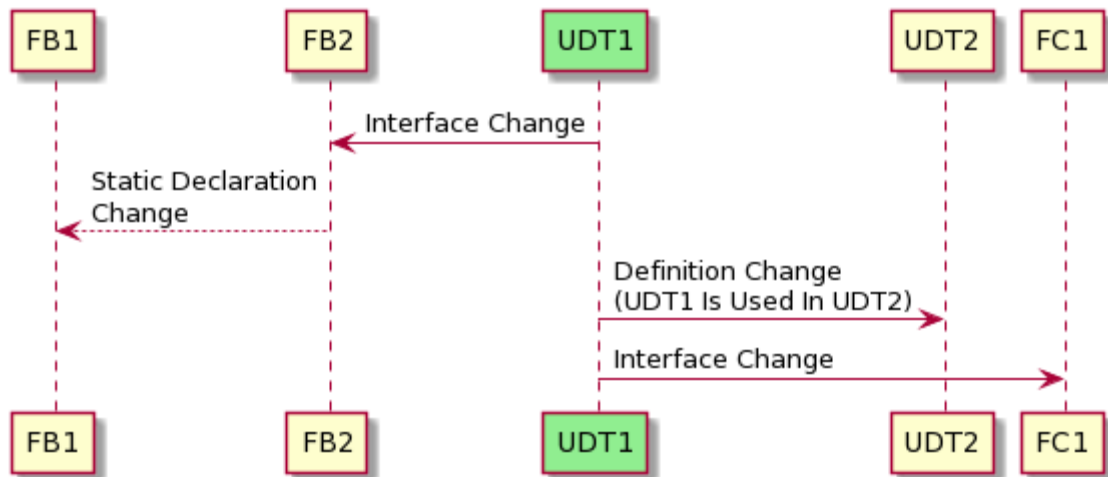 FB1
FB2
UDT1
UDT2
FC1
Interface Change
Static Declaration
Change
Definition Change
(UDT1 Is Used In UDT2)
Interface Change
FB1
FB2
UDT1
UDT2
FC1